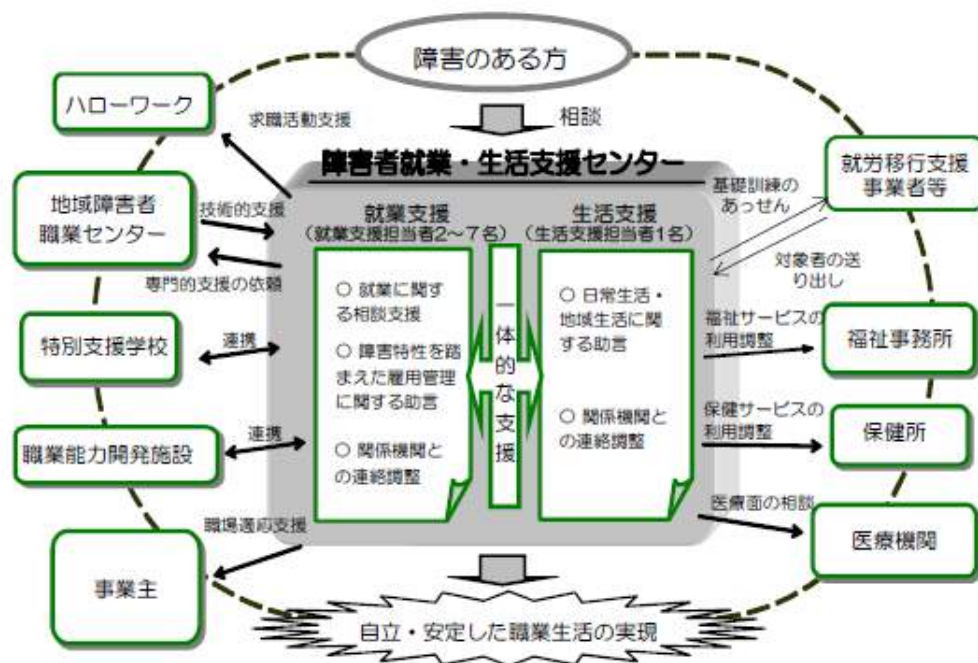 障害のある方
相談
ハローワーク
求職活動支援
障害者就業・生活支援センター
就労移行支援
事業者等
基礎訓練の
あっせん
対象者の送
り出し
地域障害者
職業センター
技術的支援
専門的支援の依頼
就業支援
(就業支援担当者2〜7名)
生活支援
(生活支援担当者1名)
○ 就業に関す
る相談支援
○ 障害特性を踏
まえた雇用管理
に関する助言
○ 関係機関と
の連絡調整
一体的な支援
○ 日常生活・
地域生活に関
する助言
○ 関係機関と
の連絡調整
特別支援学校
連携
福祉サービスの
利用調整
福祉事務所
職業能力開発施設
連携
保健サービスの
利用調整
保健所
職場適応支援
事業主
医療面の相談
医療機関
自立・安定した職業生活の実現